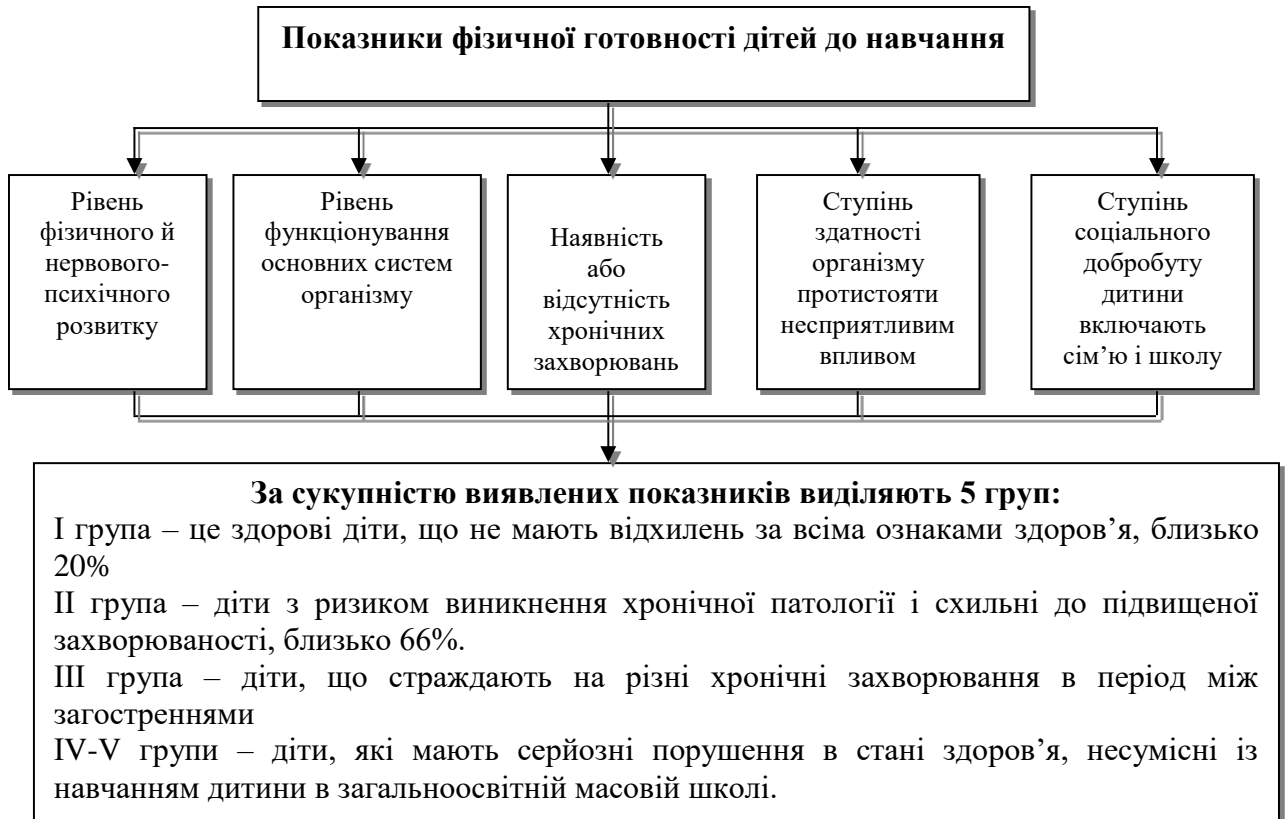 Показники фізичної готовності дітей до навчання
Рівень
фізичного й
нервового-
психічного
розвитку
Рівень
функціонування
основних систем
організму
Наявність
або
відсутність
хронічних
захворювань
Ступінь
здатності
організму
протистояти
несприятливим
впливом
Ступінь
соціального
добробуту
дитини
включають
сім’ю і школу
За сукупністю виявлених показників виділяють 5 груп:
І група – це здорові діти, що не мають відхилень за всіма ознаками здоров’я, близько
20%
ІІ група – діти з ризиком виникнення хронічної патології і схильні до підвищеної
захворюваності, близько 66%.
ІІІ група – діти, що страждають на різні хронічні захворювання в період між
загостреннями
IV-V групи – діти, які мають серйозні порушення в стані здоров’я, несумісні із
навчанням дитини в загальноосвітній масовій школі.